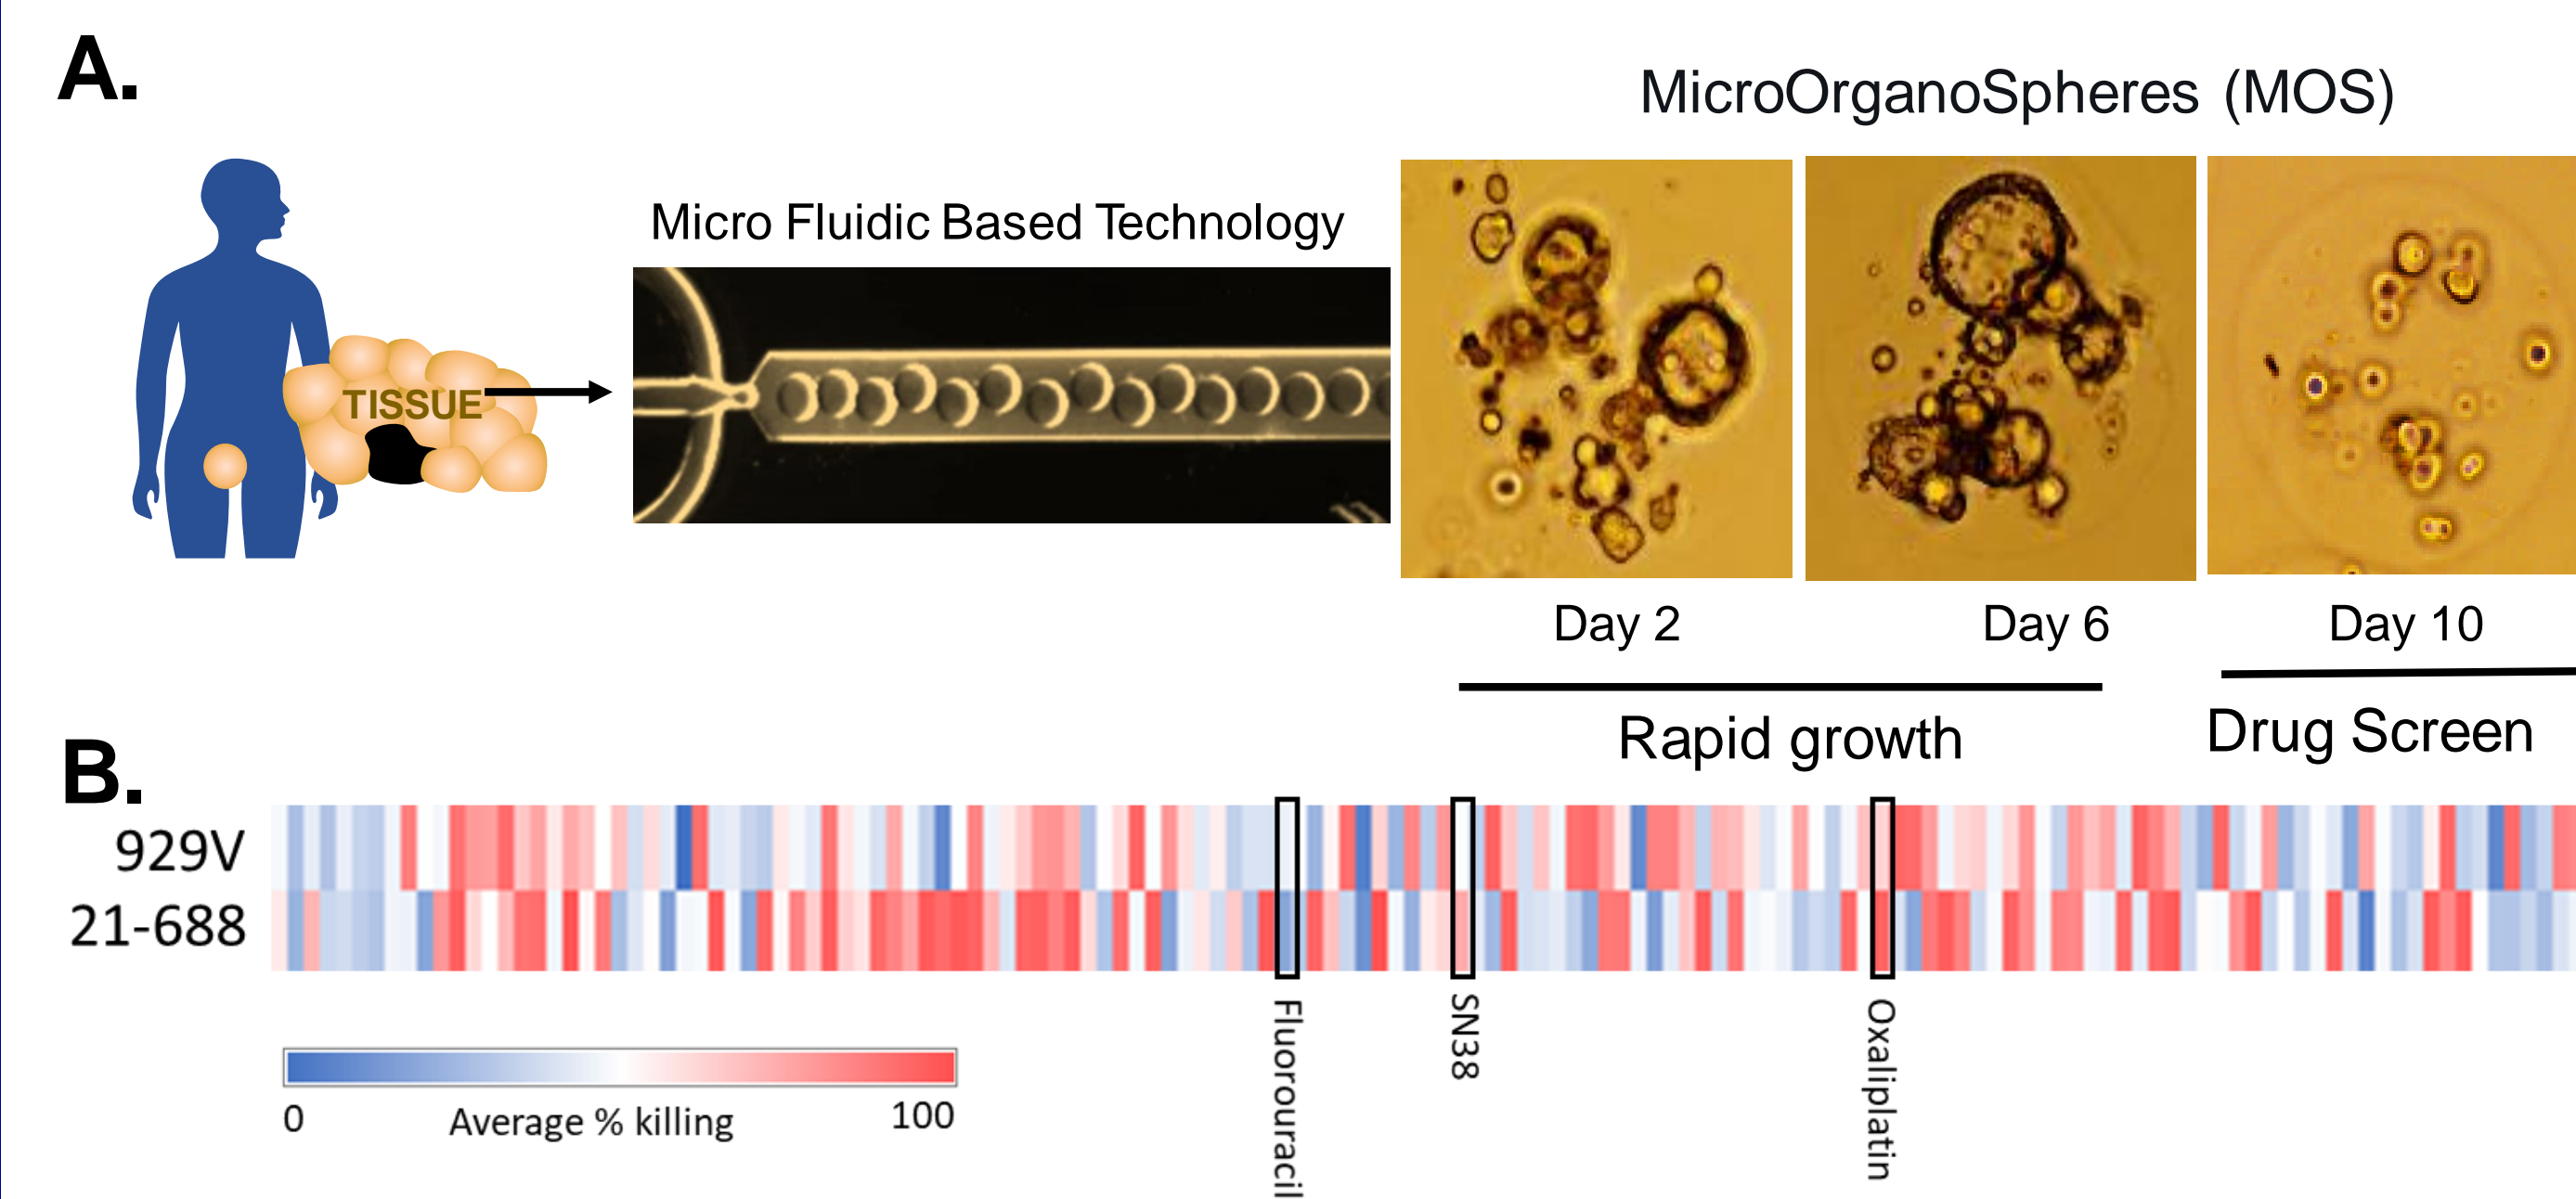 A.
MicroOrganoSpheres (MOS)
Micro Fluidic Based Technology
TISSUE
Day 2
Day 6
Day 10
Rapid growth
Drug Screen
B.
929V
21-688
Fluorouracil
SN38
Oxaliplatin
0
Average % killing
100